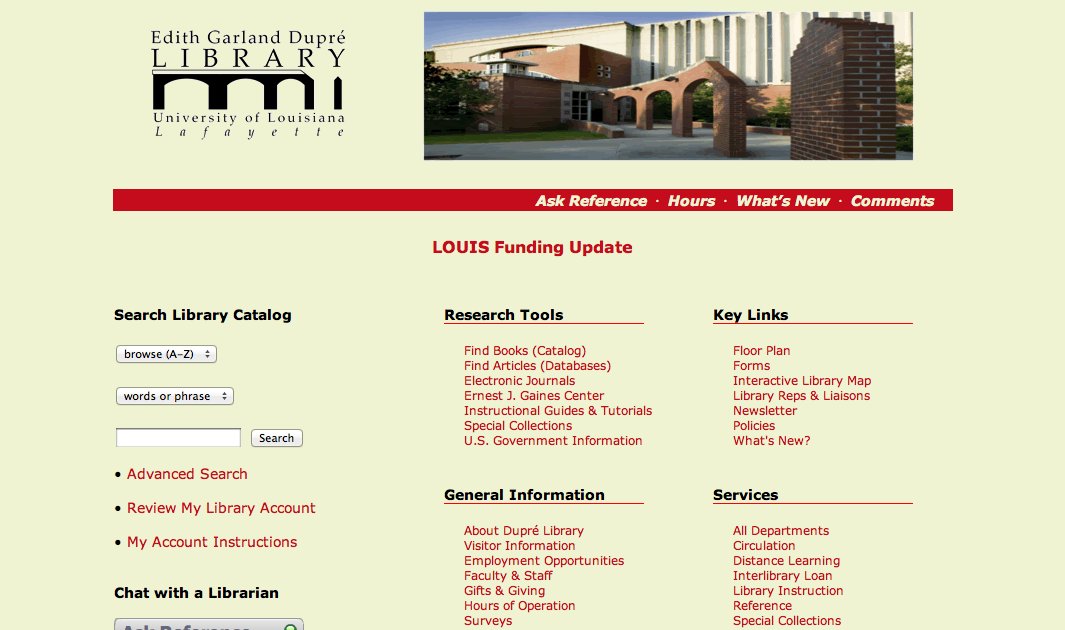 Edith Garland Dupré
LIBRARY
University of Louisiana
Lafayette
Ask Reference · Hours · What's New · Comments
LOUIS Funding Update
Search Library Catalog
browse (A-Z)
words or phrase
Search
• Advanced Search
• Review My Library Account
• My Account Instructions
Chat with a Librarian
Ask Reference
Research Tools
Find Books (Catalog)
Find Articles (Databases)
Electronic Journals
Ernest J. Gaines Center
Instructional Guides & Tutorials
Special Collections
U.S. Government Information
Key Links
Floor Plan
Forms
Interactive Library Map
Library Reps & Liaisons
Newsletter
Policies
What's New?
General Information
About Dupré Library
Visitor Information
Employment Opportunities
Faculty & Staff
Gifts & Giving
Hours of Operation
Surveys
Services
All Departments
Circulation
Distance Learning
Interlibrary Loan
Library Instruction
Reference
Special Collections